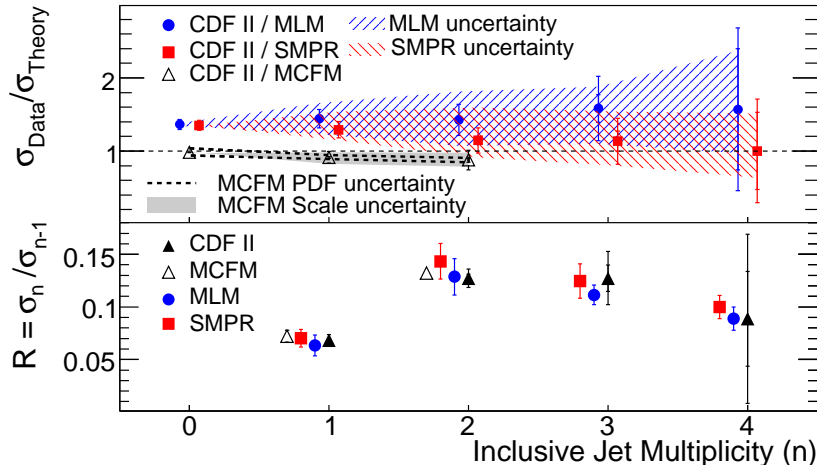 CDF II / MLM
CDF II / SMPR
CDF II / MCFM
MLM uncertainty
SMPR uncertainty
σData/σTheory
2
1
MCFM PDF uncertainty
MCFM Scale uncertainty
R = σn/σn-1
0.15
0.1
0.05
CDF II
MCFM
MLM
SMPR
0 1 2 3 4
Inclusive Jet Multiplicity (n)